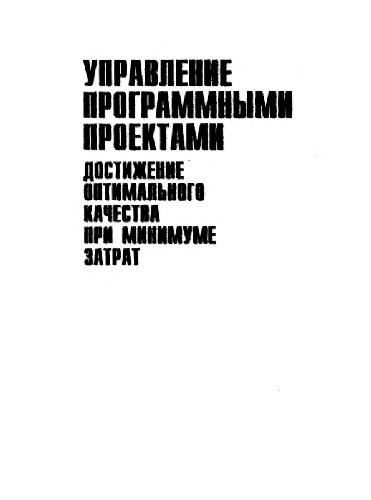 УПРАВЛЕНИЕ
ПРОГРАММНЫМИ
ПРОЕКТАМИ
ДОСТИЖЕНИЕ
ОПТИМАЛЬНОГО
КАЧЕСТВА
ПРИ МИНИМУМЕ
ЗАТРАТ